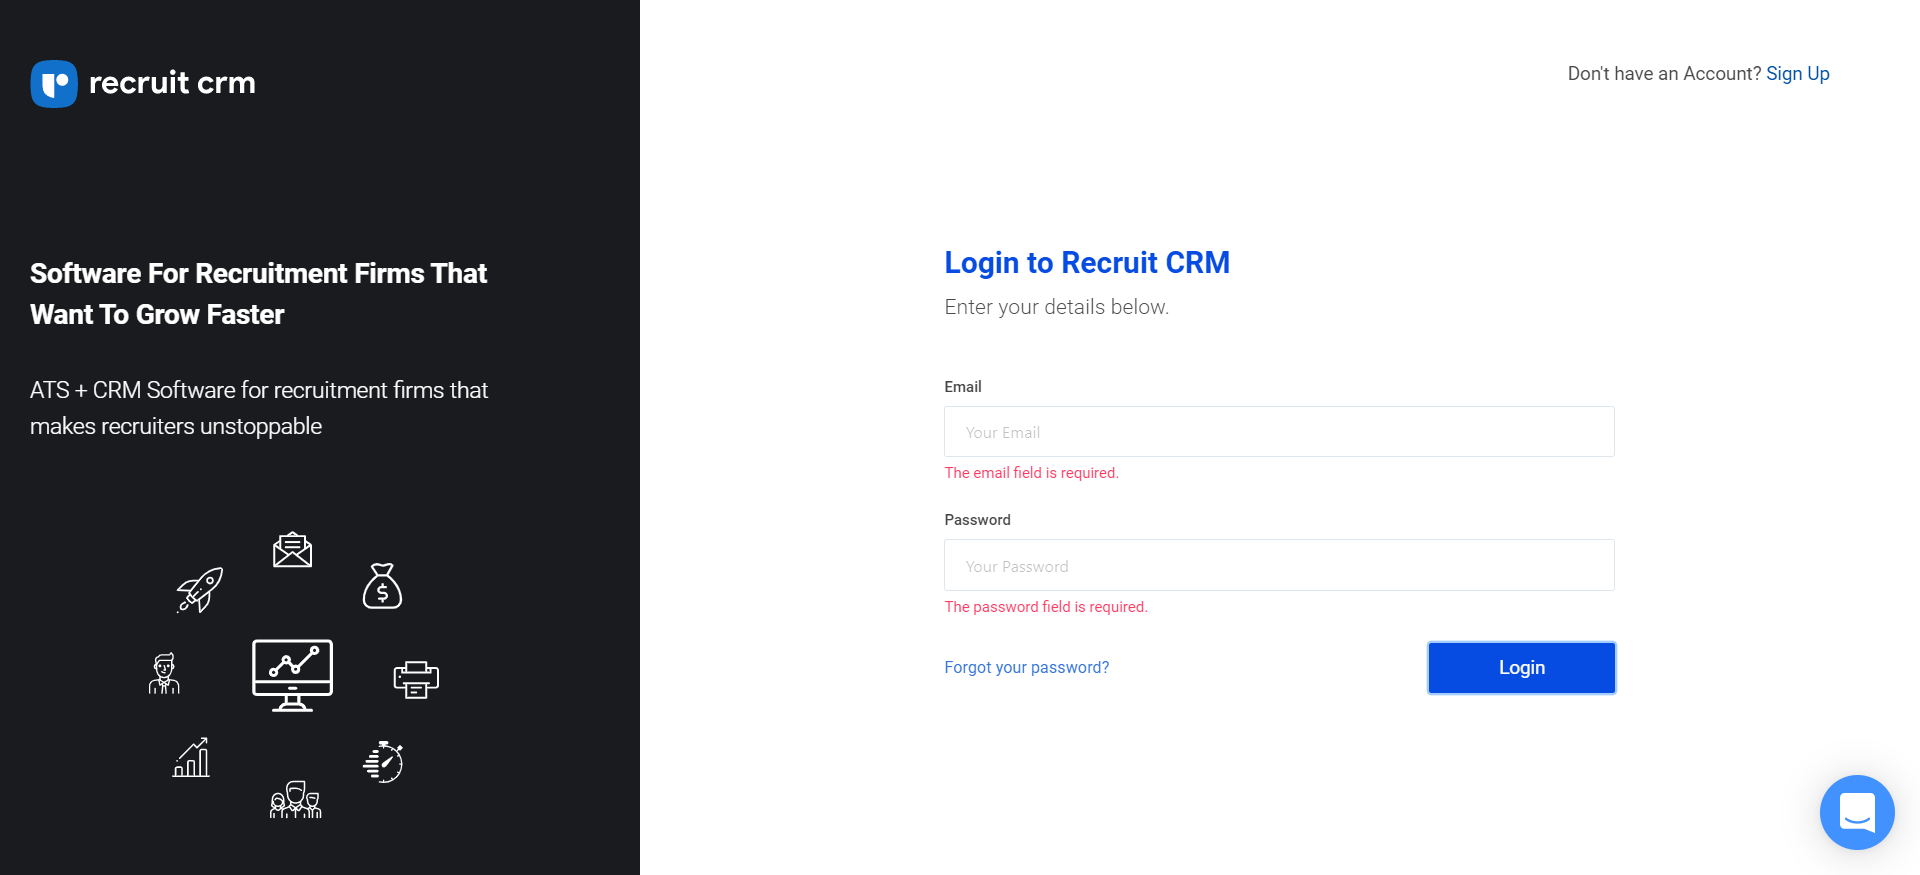 recruit crm
Software For Recruitment Firms That
Want To Grow Faster
ATS + CRM Software for recruitment firms that
makes recruiters unstoppable
$
Don't have an Account? Sign Up
Login to Recruit CRM
Enter your details below.
Email
Your Email
The email field is required.
Password
Your Password
The password field is required.
Forgot your password?
Login